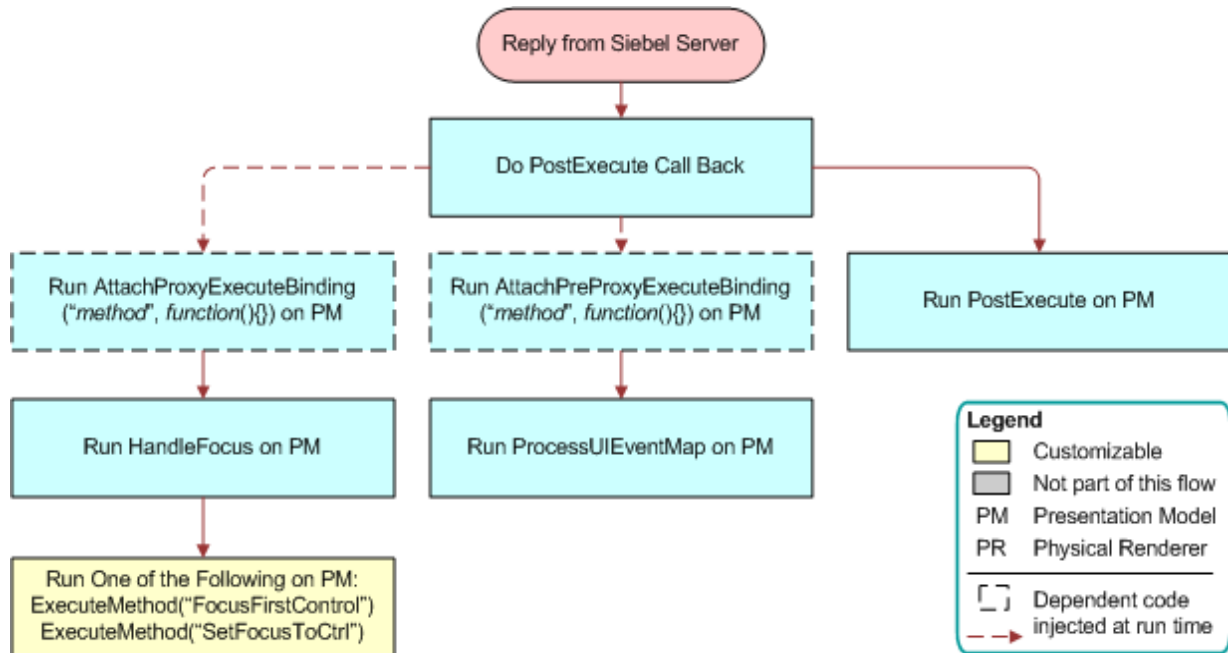 Reply from Siebel Server
Do PostExecute Call Back
Run AttachProxyExecuteBinding
(“method”, function(){}) on PM
Run AttachPreProxyExecuteBinding
(“method”, function(){}) on PM
Run PostExecute on PM
Run HandleFocus on PM
Run ProcessUIEventMap on PM
Run One of the Following on PM:
ExecuteMethod(“FocusFirstControl”)
ExecuteMethod(“SetFocusToCtrl”)
Legend
Customizable
Not part of this flow
PM Presentation Model
PR Physical Renderer
Dependent code
injected at run time